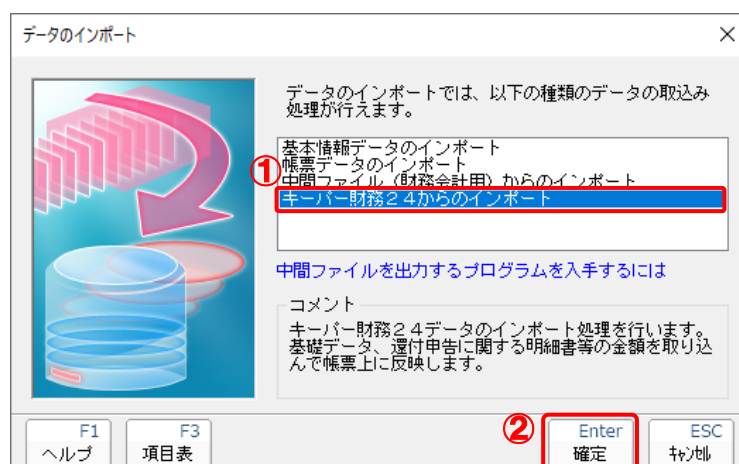 データのインポート
データのインポートでは、以下の種類のデータの取込み
処理が行えます。
①
基本情報データのインポート
帳票データのインポート
中間ファイル（財務会計用）からのインポート
キーパー財務２４からのインポート
中間ファイルを出力するプログラムを入手するには
コメント
キーパー財務２４データのインポート処理を行います。
基礎データ、還付申告に関する明細書等の金額を取り込
んで帳票上に反映します。
②
F1 F3 Enter ESC
ヘルプ 項目表 確定 ｷｬﾝｾﾙ